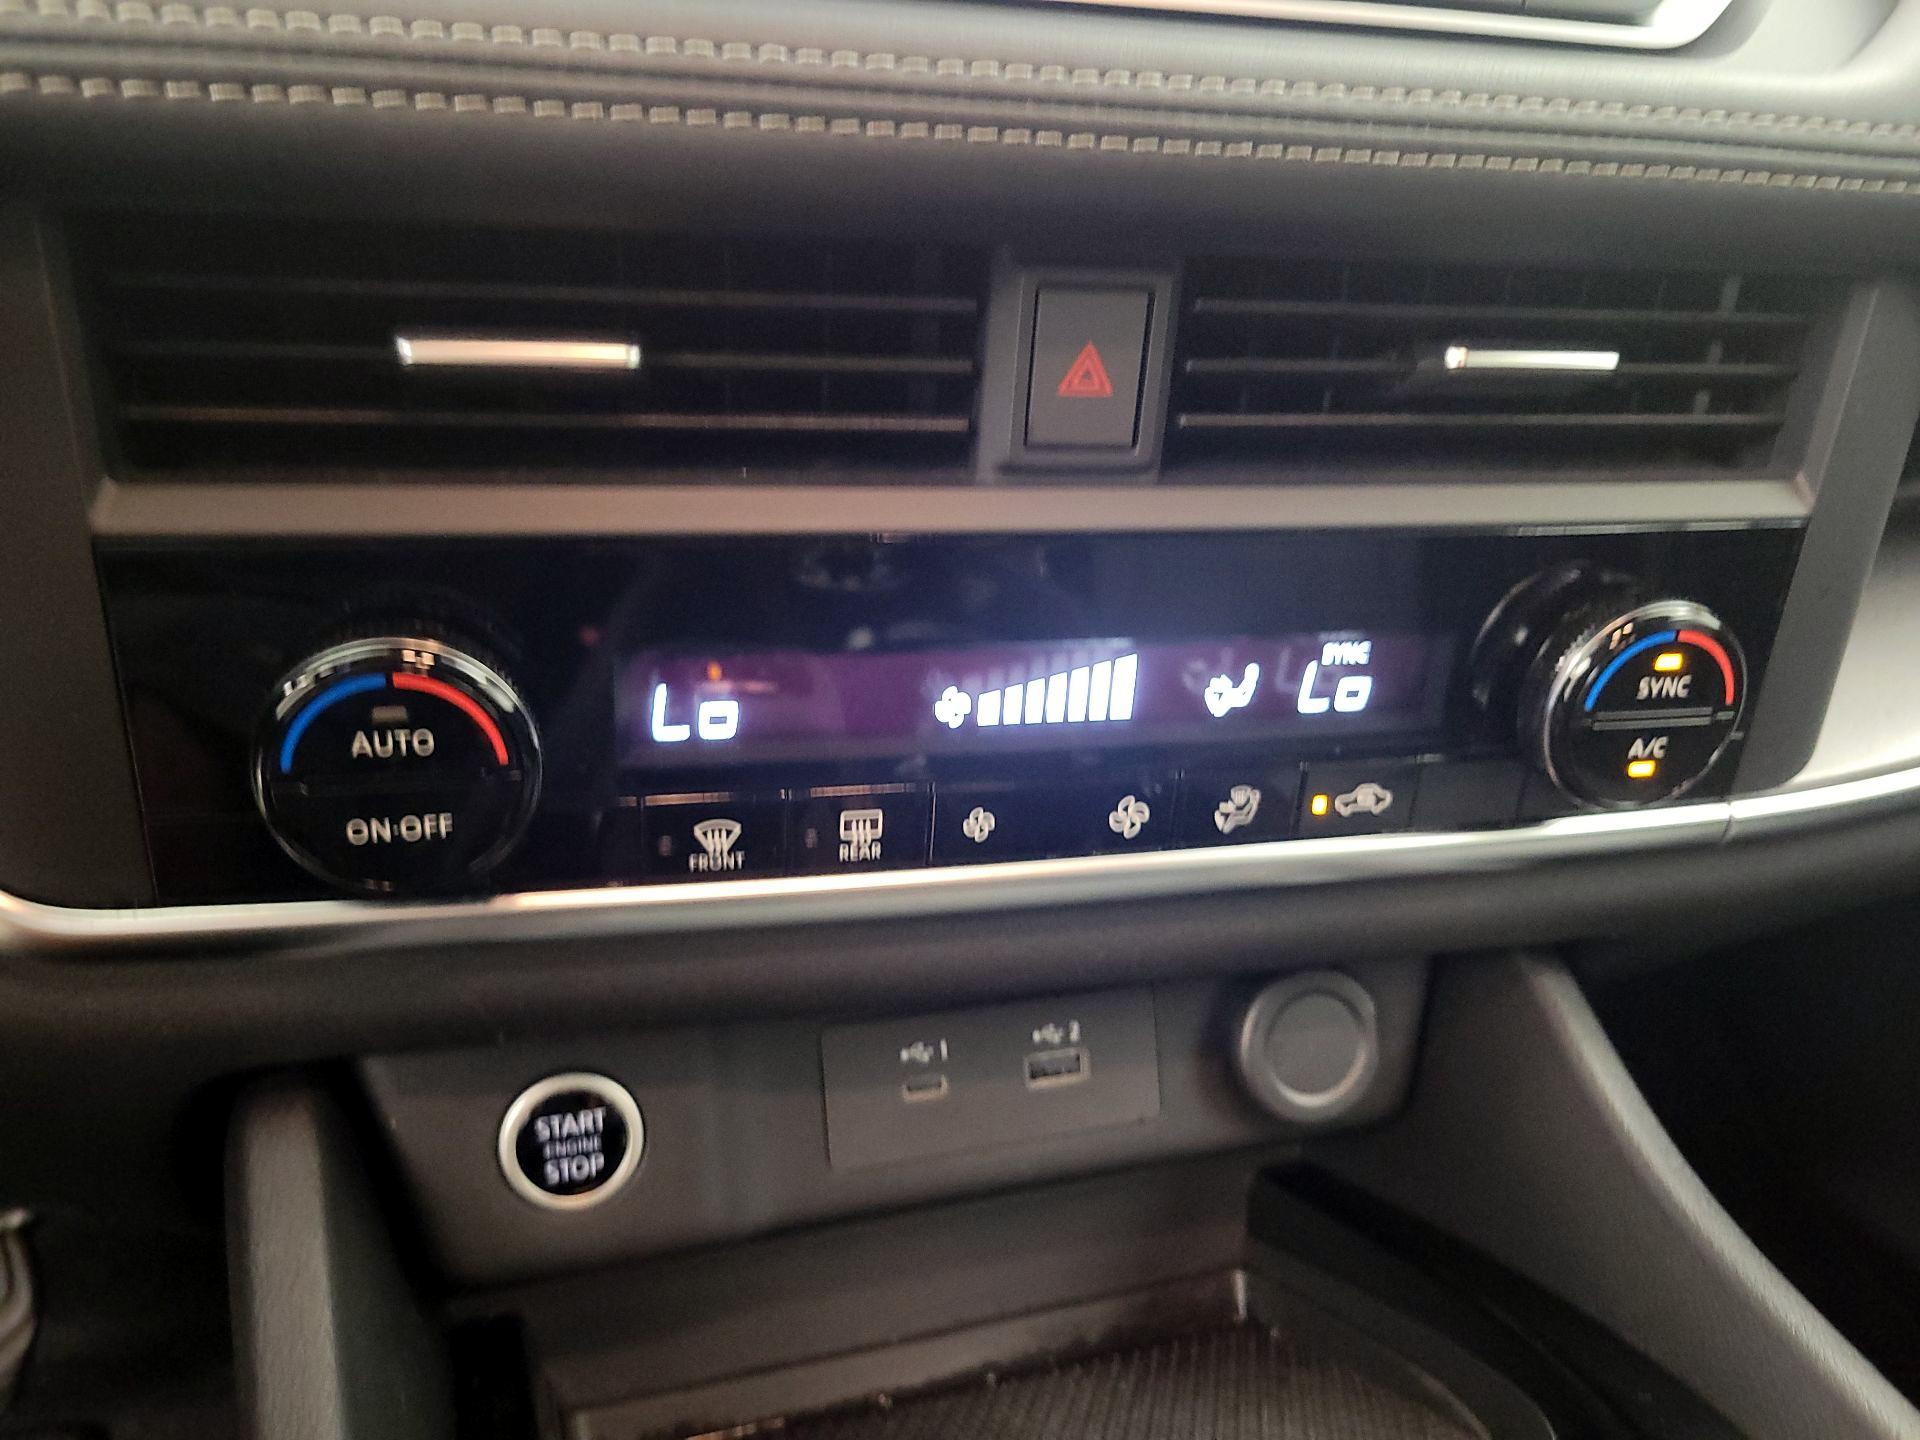 SYNC
Lo
Lo
AUTO
ON·OFF
SYNC
A/C
FRONT
REAR
1
2
START
ENGINE
STOP